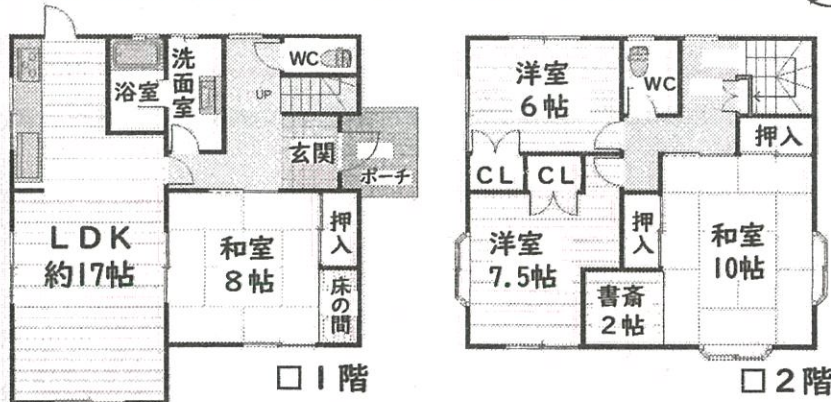 WC
浴室
洗面室
UP
玄関
ポーチ
LDK
約17帖
和室
8帖
押入
床の間
□1階
洋室
6帖
WC
押入
CL
CL
洋室
7.5帖
押入
和室
10帖
書斎
2帖
□2階